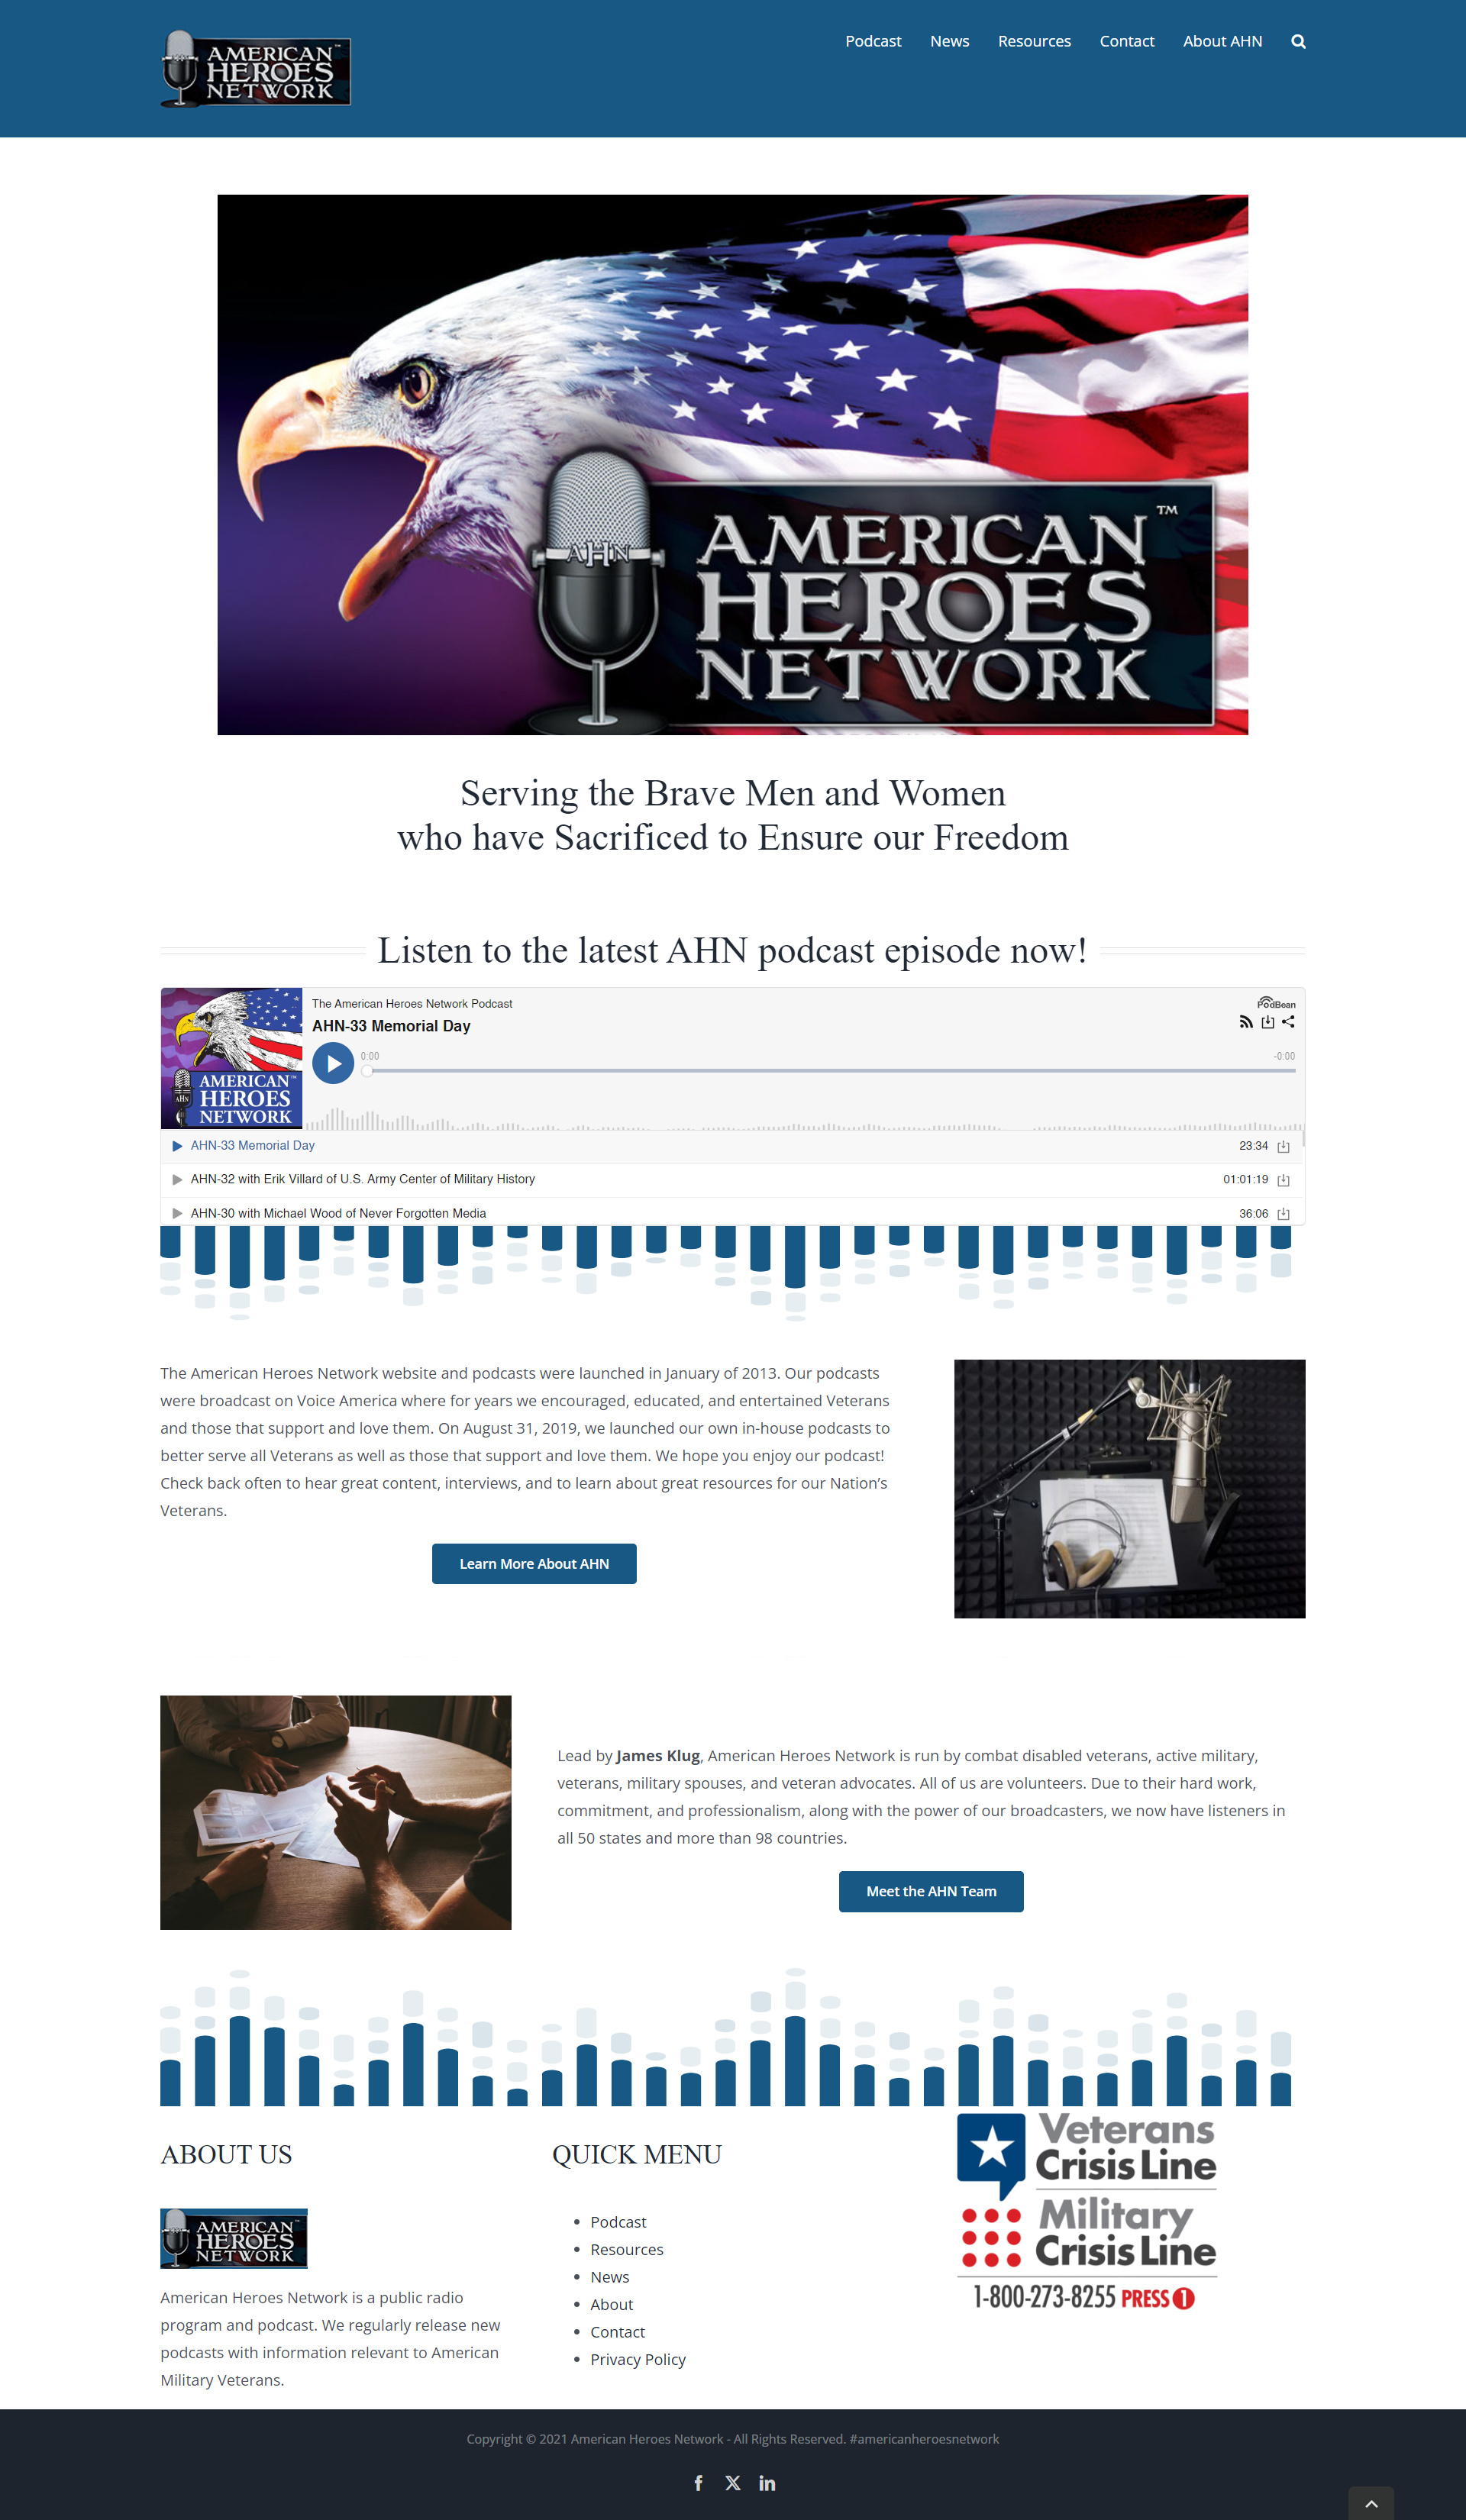 AMERICAN™
HEROES
NETWORK
Podcast News Resources Contact About AHN
AHN
AMERICAN™
HEROES
NETWORK
Serving the Brave Men and Women
who have Sacrificed to Ensure our Freedom
Listen to the latest AHN podcast episode now!
AHN
AMERICAN™
HEROES
NETWORK
The American Heroes Network Podcast
PodBean
AHN-33 Memorial Day
0:00 -0:00
AHN-33 Memorial Day 23:34
AHN-32 with Erik Villard of U.S. Army Center of Military History 01:01:19
AHN-30 with Michael Wood of Never Forgotten Media 36:06
The American Heroes Network website and podcasts were launched in January of 2013. Our podcasts
were broadcast on Voice America where for years we encouraged, educated, and entertained Veterans
and those that support and love them. On August 31, 2019, we launched our own in-house podcasts to
better serve all Veterans as well as those that support and love them. We hope you enjoy our podcast!
Check back often to hear great content, interviews, and to learn about great resources for our Nation’s
Veterans.
Learn More About AHN
Lead by James Klug, American Heroes Network is run by combat disabled veterans, active military,
veterans, military spouses, and veteran advocates. All of us are volunteers. Due to their hard work,
commitment, and professionalism, along with the power of our broadcasters, we now have listeners in
all 50 states and more than 98 countries.
Meet the AHN Team
ABOUT US
AMERICAN™
HEROES
NETWORK
American Heroes Network is a public radio
program and podcast. We regularly release new
podcasts with information relevant to American
Military Veterans.
QUICK MENU
Podcast
Resources
News
About
Contact
Privacy Policy
Veterans
Crisis Line
Military
Crisis Line
1-800-273-8255 PRESS 1
Copyright © 2021 American Heroes Network - All Rights Reserved. #americanheroesnetwork